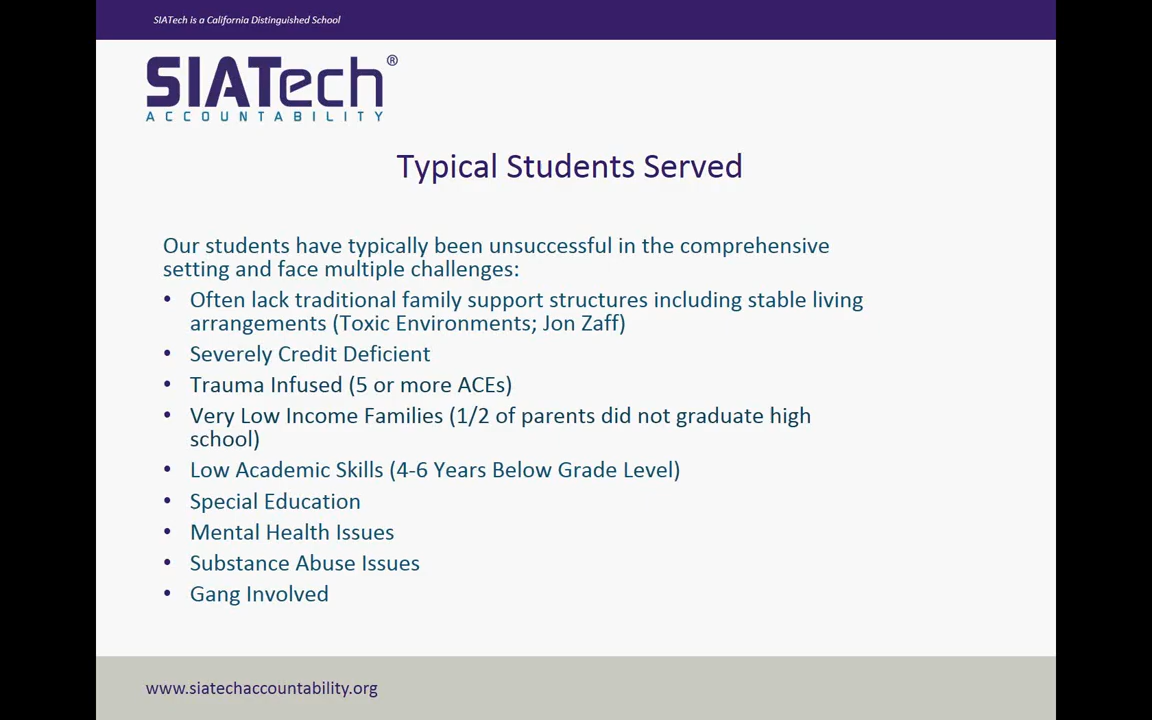 SIATech is a California Distinguished School
SIATech®
ACCOUNTABILITY
Typical Students Served
Our students have typically been unsuccessful in the comprehensive
setting and face multiple challenges:
• Often lack traditional family support structures including stable living
arrangements (Toxic Environments; Jon Zaff)
• Severely Credit Deficient
• Trauma Infused (5 or more ACEs)
• Very Low Income Families (1/2 of parents did not graduate high
school)
• Low Academic Skills (4-6 Years Below Grade Level)
• Special Education
• Mental Health Issues
• Substance Abuse Issues
• Gang Involved
www.siatechaccountability.org